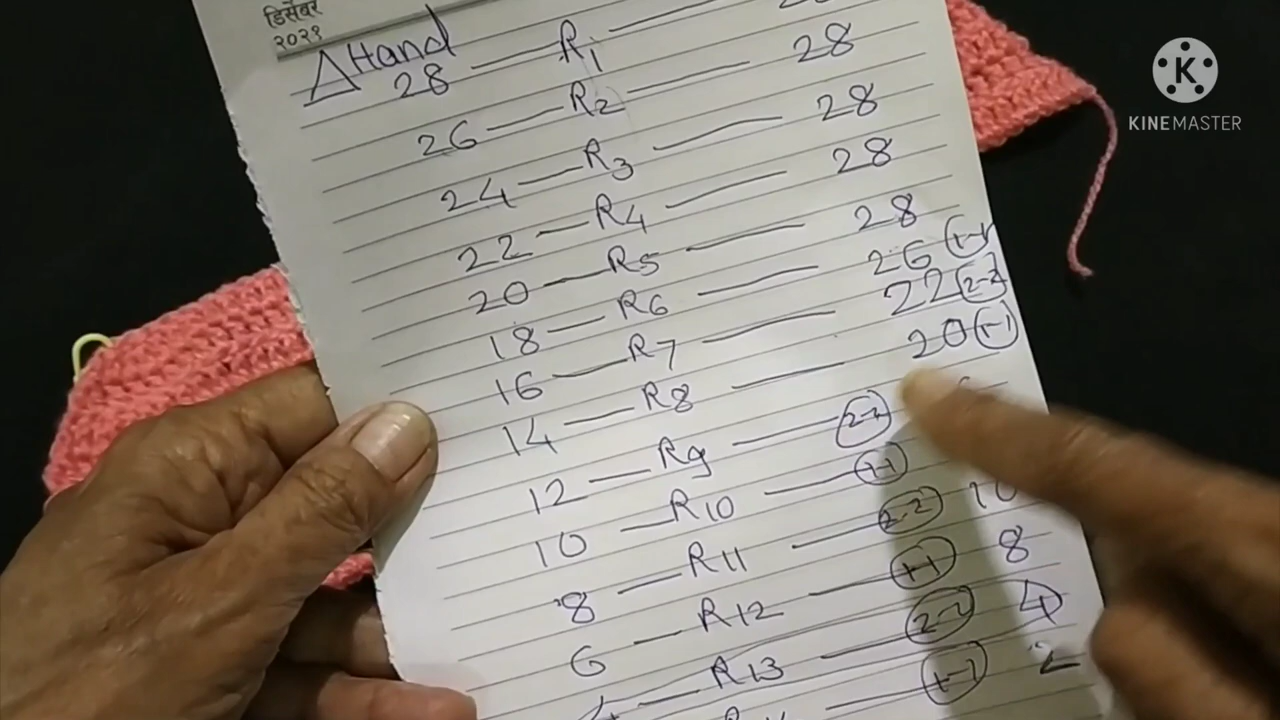 डिसेंबर
२०२१
Hand
28 — R1 —
26 — R2 — 28
24 — R3 — 28
22 — R4 — 28
20 — R5 — 28
18 — R6 — 26 1-1
16 — R7 — 22 2-2
14 — R8 — 20 1-1
12 — R9 — 2-2
10 — R10 — 1-1
8 — R11 — 2-2 10
6 — R12 — 1-1 8
4 — R13 — 2-2 4
1-1
K
KINEMASTER